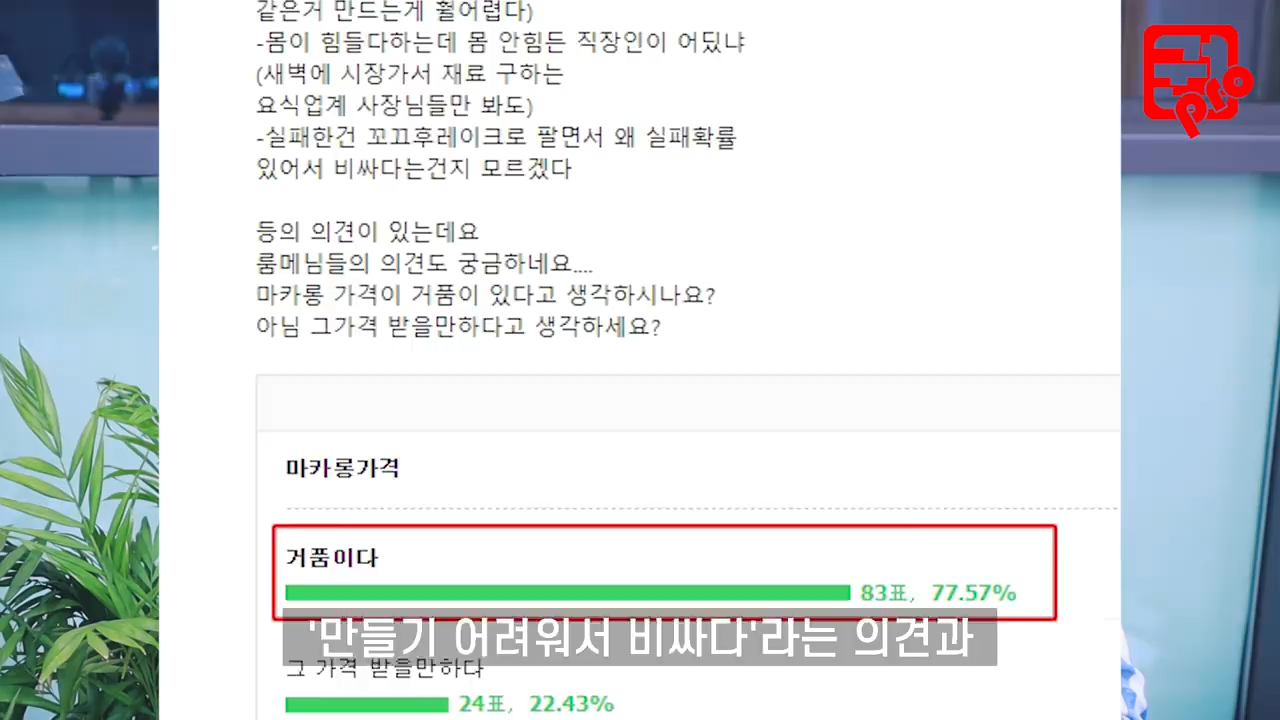 같은거 만드는게 훨어렵다)
-몸이 힘들다하는데 몸 안힘든 직장인이 어딨냐
(새벽에 시장가서 재료 구하는
요식업계 사장님들만 봐도)
-실패한건 꼬끄후레이크로 팔면서 왜 실패확률
있어서 비싸다는건지 모르겠다
등의 의견이 있는데요
룸메님들의 의견도 궁금하네요....
마카롱 가격이 거품이 있다고 생각하시나요?
아님 그가격 받을만하다고 생각하세요?
마카롱가격
거품이다
83표, 77.57%
'만들기 어려워서 비싸다'라는 의견과
그 가격 받을만하다
24표, 22.43%
pro